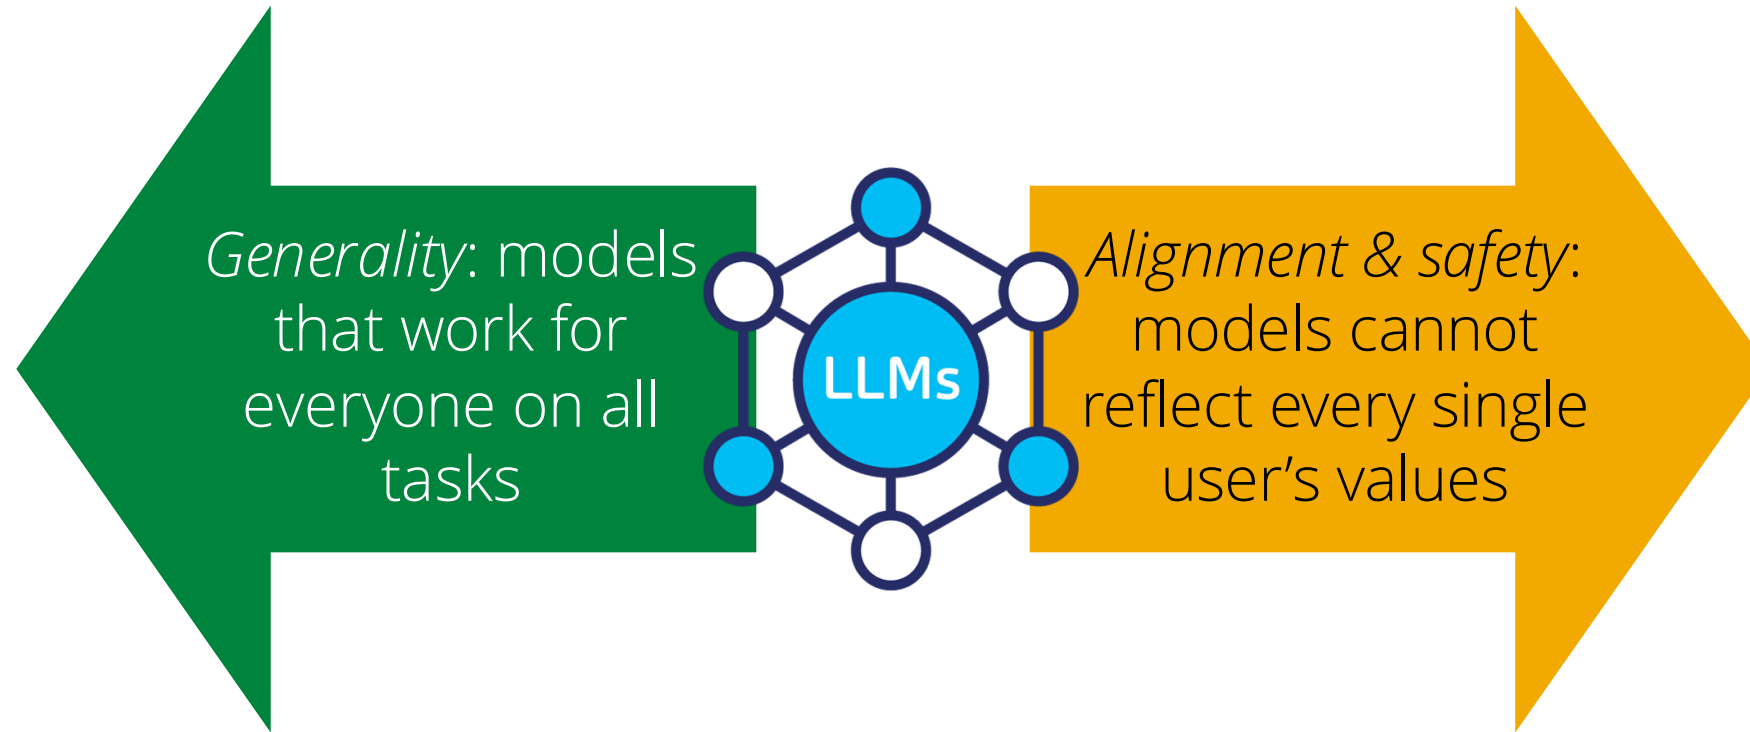 Generality: models
that work for
everyone on all
tasks
LLMs
Alignment & safety:
models cannot
reflect every single
user’s values